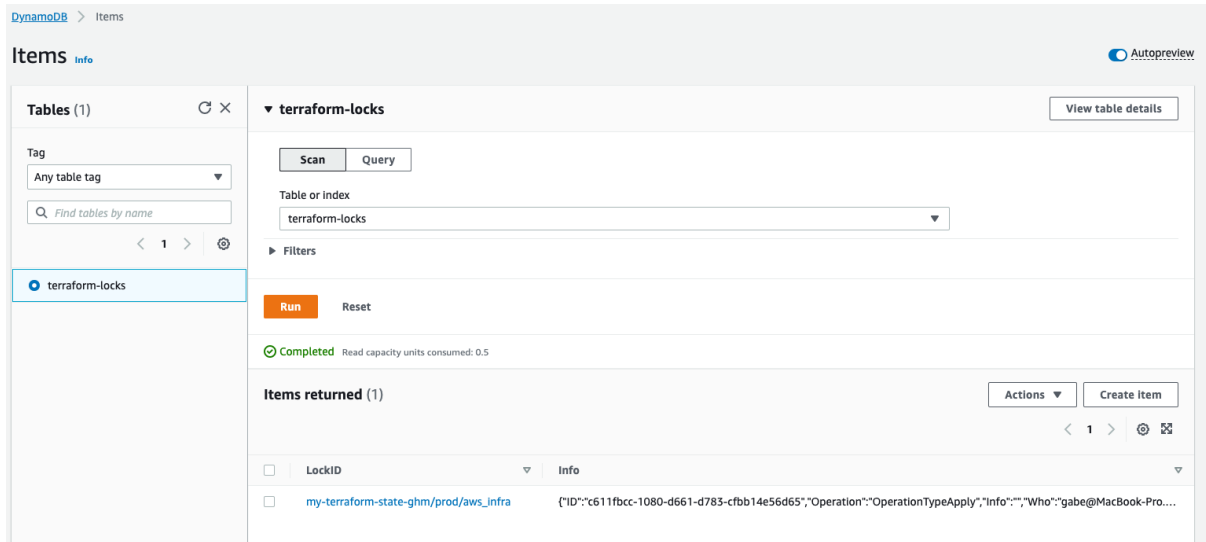 DynamoDB > Items
Items Info
Autopreview
Tables (1)
Tag
Any table tag
Find tables by name
< 1 >
terraform-locks
terraform-locks
View table details
Scan Query
Table or index
terraform-locks
Filters
Run Reset
Completed Read capacity units consumed: 0.5
Items returned (1)
Actions Create item
< 1 >
LockID Info
my-terraform-state-ghm/prod/aws_infra {"ID":"c611fbcc-1080-d661-d783-cfbb14e56d65","Operation":"OperationTypeApply","Info":"","Who":"gabe@MacBook-Pro....